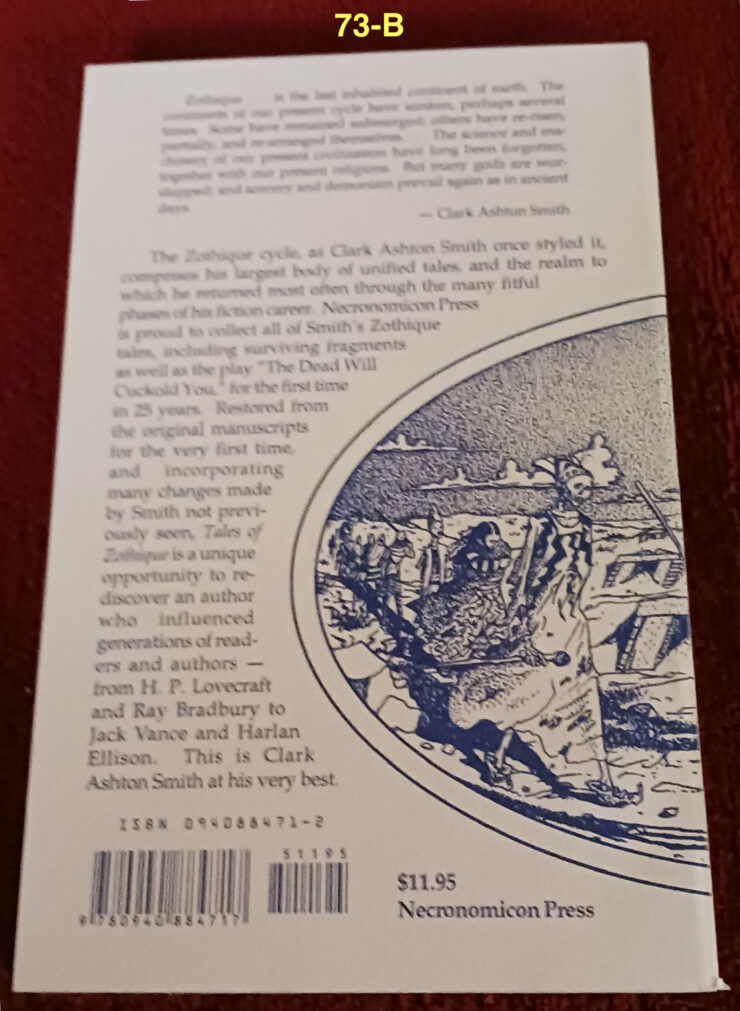 73-B
Zothique is the last inhabited continent of earth. The
continents of our present cycle have sunken, perhaps several
times. Some have remained submerged; others have re-risen,
partially, and re-arranged themselves. The science and ma-
chinery of our present civilization have long been forgotten,
together with our present religions. But many gods are wor-
shipped; and sorcery and demonism prevail again as in ancient
days.
— Clark Ashton Smith
The Zothique cycle, as Clark Ashton Smith once styled it,
comprises his largest body of unified tales, and the realm to
which he returned most often through the many fitful
phases of his fiction career. Necronomicon Press
is proud to collect all of Smith's Zothique
tales, including surviving fragments
as well as the play "The Dead Will
Cuckold You," for the first time
in 25 years. Restored from
the original manuscripts
for the very first time,
and incorporating
many changes made
by Smith not previ-
ously seen, Tales of
Zothique is a unique
opportunity to re-
discover an author
who influenced
generations of read-
ers and authors —
from H. P. Lovecraft
and Ray Bradbury to
Jack Vance and Harlan
Ellison. This is Clark
Ashton Smith at his very best.
ISBN 094088471-2
51195
9 780940 884717
$11.95
Necronomicon Press